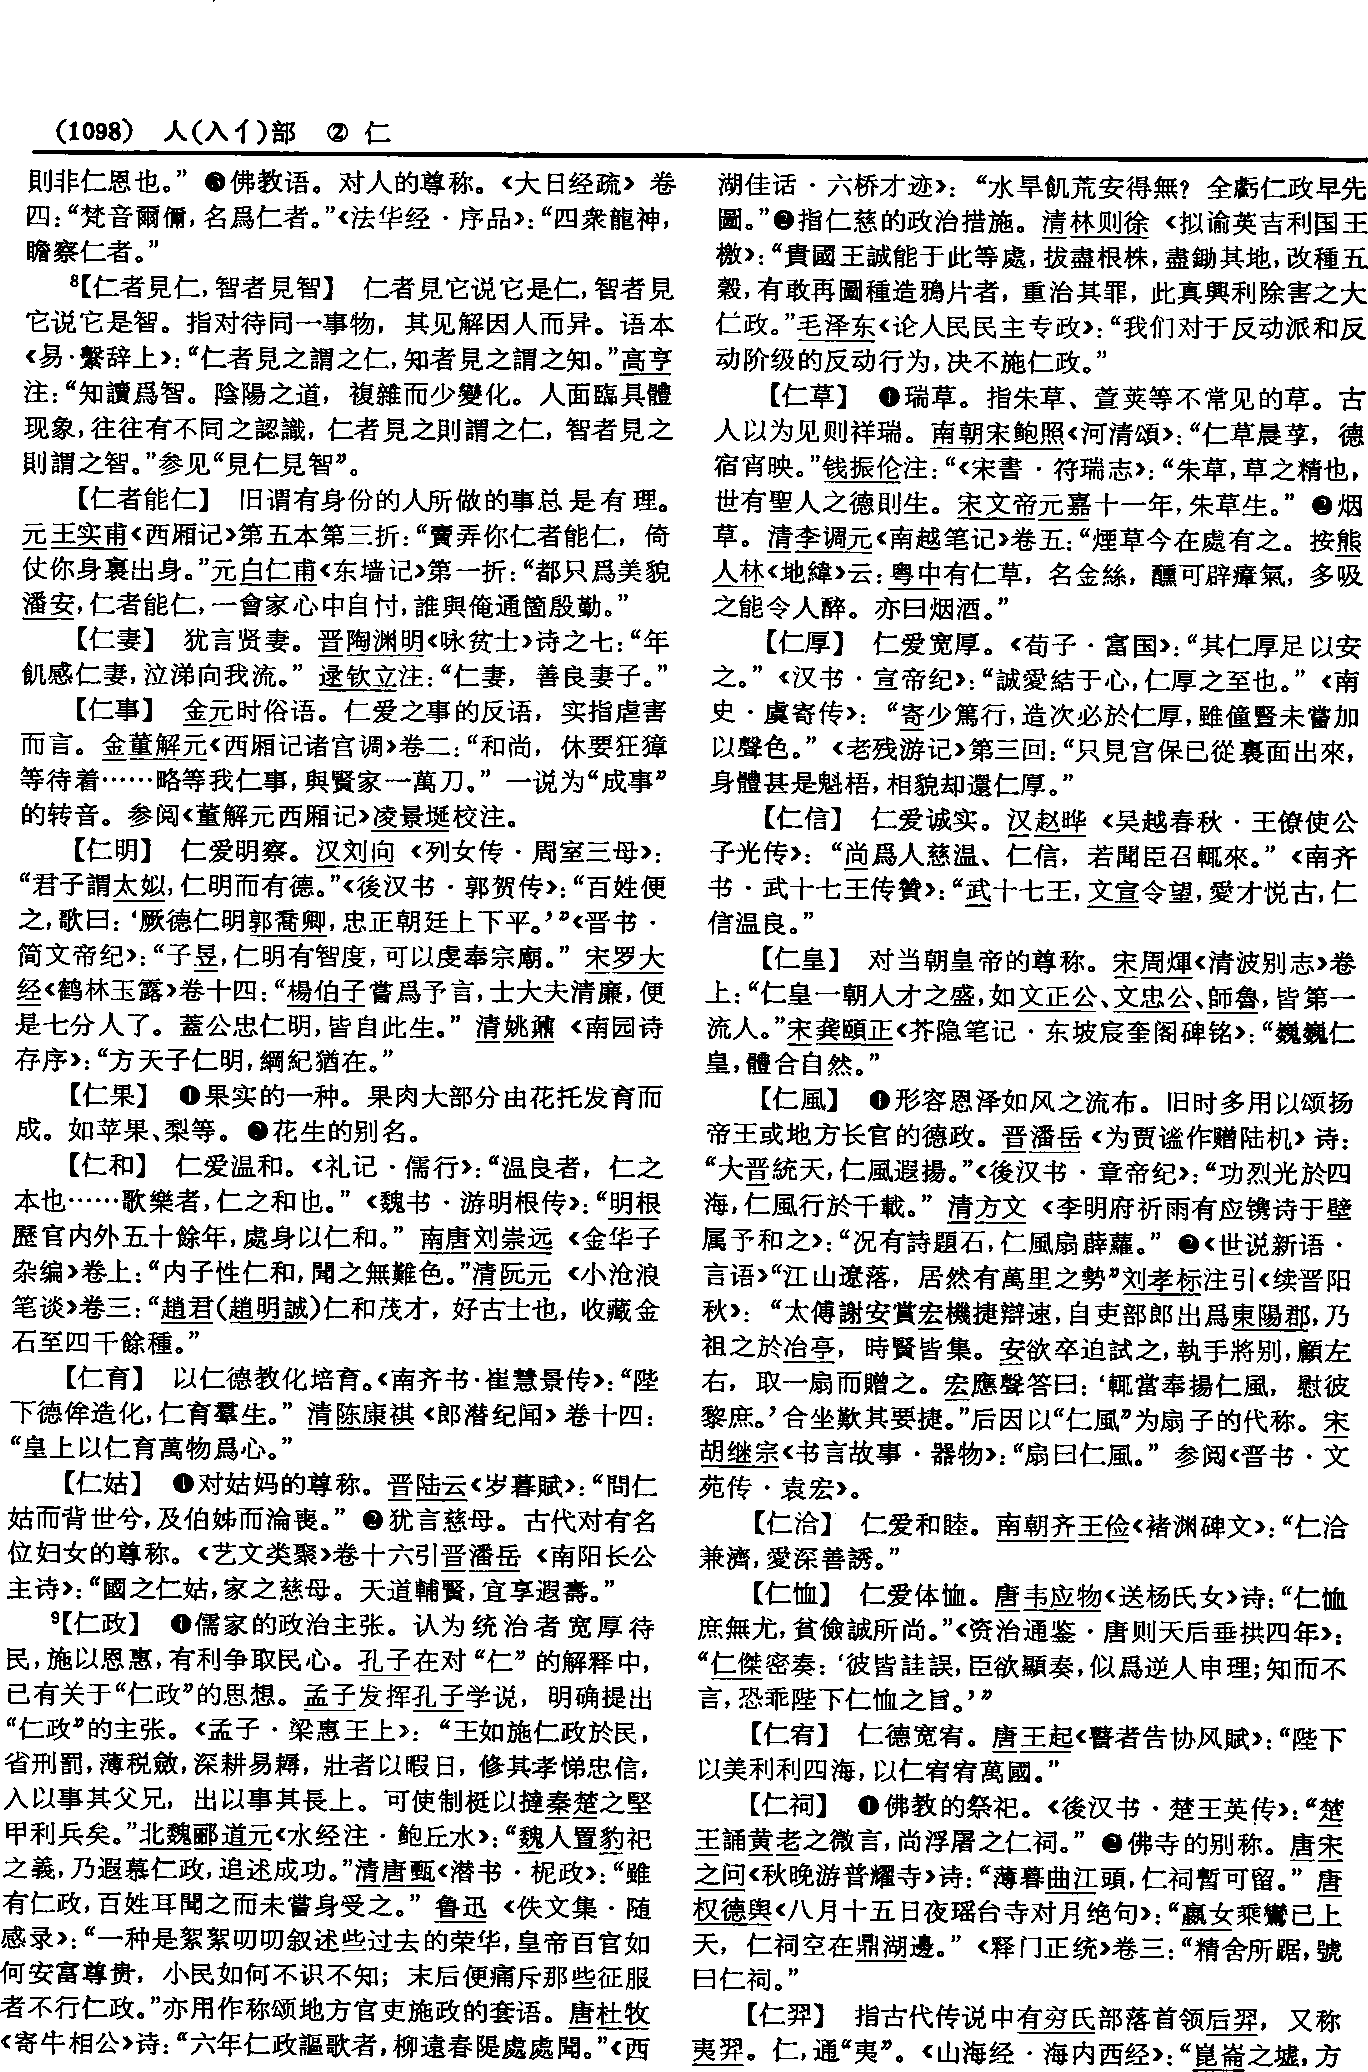 (1098) 人(入亻)部 ② 仁
則非仁恩也。”❸佛教语。对人的尊称。《大日经疏》卷
四：“梵音爾僃，名爲仁者。”《法华经·序品》：“四衆龍神，
瞻察仁者。”
⁸【仁者見仁，智者見智】 仁者見它说它是仁，智者見
它说它是智。指对待同一事物，其见解因人而异。语本
《易·繫辞上》：“仁者見之謂之仁，知者見之謂之知。”高亨
注：“知讀爲智。陰陽之道，複雜而少變化。人面臨具體
现象，往往有不同之認識，仁者見之則謂之仁，智者見之
則謂之智。”参见“見仁見智”。
【仁者能仁】 旧谓有身份的人所做的事总是有理。
元王实甫《西厢记》第五本第三折：“賣弄你仁者能仁，倚
仗你身裏出身。”元白仁甫《东墙记》第一折：“都只爲美貌
潘安，仁者能仁，一會家心中自忖，誰與俺通箇殷勤。”
【仁妻】 犹言贤妻。晋陶渊明《咏贫士》诗之七：“年
飢感仁妻，泣涕向我流。”逯钦立注：“仁妻，善良妻子。”
【仁事】 金元时俗语。仁爱之事的反语，实指虐害
而言。金董解元《西厢记诸宫调》卷二：“和尚，休要狂獐
等待着……略等我仁事，與賢家一萬刀。”一说为“成事”
的转音。参阅《董解元西厢记》凌景埏校注。
【仁明】 仁爱明察。汉刘向《列女传·周室三母》：
“君子謂太姒，仁明而有德。”《後汉书·郭贺传》：“百姓便
之，歌曰：‘厥德仁明郭喬卿，忠正朝廷上下平。’”《晋书·
简文帝纪》：“子昱，仁明有智度，可以虔奉宗廟。”宋罗大
经《鹤林玉露》卷十四：“楊伯子嘗爲予言，士大夫清廉，便
是七分人了。蓋公忠仁明，皆自此生。”清姚鼐《南园诗
存序》：“方天子仁明，綱紀猶在。”
【仁果】 ❶果实的一种。果肉大部分由花托发育而
成。如苹果、梨等。❷花生的别名。
【仁和】 仁爱温和。《礼记·儒行》：“温良者，仁之
本也……歌樂者，仁之和也。”《魏书·游明根传》：“明根
歷官内外五十餘年，處身以仁和。”南唐刘崇远《金华子
杂编》卷上：“内子性仁和，聞之無難色。”清阮元《小沧浪
笔谈》卷三：“趙君(趙明誠)仁和茂才，好古士也，收藏金
石至四千餘種。”
【仁育】 以仁德教化培育。《南齐书·崔慧景传》：“陛
下德侔造化，仁育羣生。”清陈康祺《郎潜纪闻》卷十四：
“皇上以仁育萬物爲心。”
【仁姑】 ❶对姑妈的尊称。晋陆云《岁暮赋》：“問仁
姑而背世兮，及伯姊而淪喪。”❷犹言慈母。古代对有名
位妇女的尊称。《艺文类聚》卷十六引晋潘岳《南阳长公
主诗》：“國之仁姑，家之慈母。天道輔賢，宜享遐壽。”
⁹【仁政】 ❶儒家的政治主张。认为统治者宽厚待
民，施以恩惠，有利争取民心。孔子在对“仁”的解释中，
已有关于“仁政”的思想。孟子发挥孔子学说，明确提出
“仁政”的主张。《孟子·梁惠王上》：“王如施仁政於民，
省刑罰，薄税斂，深耕易耨，壯者以暇日，修其孝悌忠信，
入以事其父兄，出以事其長上。可使制梃以撻秦楚之堅
甲利兵矣。”北魏郦道元《水经注·鲍丘水》：“魏人置豹祀
之義，乃遐慕仁政，追述成功。”清唐甄《潜书·柅政》：“雖
有仁政，百姓耳聞之而未嘗身受之。”鲁迅《佚文集·随
感录》：“一种是絮絮叨叨叙述些过去的荣华，皇帝百官如
何安富尊贵，小民如何不识不知；末后便痛斥那些征服
者不行仁政。”亦用作称颂地方官吏施政的套语。唐杜牧
《寄牛相公》诗：“六年仁政謳歌者，柳遠春隄處處聞。”《西
湖佳话·六桥才迹》：“水旱飢荒安得無？全虧仁政早先
圖。”❷指仁慈的政治措施。清林则徐《拟谕英吉利国王
檄》：“貴國王誠能于此等處，拔盡根株，盡鋤其地，改種五
穀，有敢再圖種造鴉片者，重治其罪，此真興利除害之大
仁政。”毛泽东《论人民民主专政》：“我们对于反动派和反
动阶级的反动行为，决不施仁政。”
【仁草】 ❶瑞草。指朱草、萱荚等不常见的草。古
人以为见则祥瑞。南朝宋鲍照《河清頌》：“仁草晨莩，德
宿宵映。”钱振伦注：“《宋書·符瑞志》：“朱草，草之精也，
世有聖人之德則生。宋文帝元嘉十一年，朱草生。”❷烟
草。清李调元《南越笔记》卷五：“煙草今在處有之。按熊
人林《地緯》云：粤中有仁草，名金絲，醺可辟瘴氣，多吸
之能令人醉。亦曰烟酒。”
【仁厚】 仁爱宽厚。《荀子·富国》：“其仁厚足以安
之。”《汉书·宣帝纪》：“誠愛結于心，仁厚之至也。”《南
史·虞寄传》：“寄少篤行，造次必於仁厚，雖僮豎未嘗加
以聲色。”《老残游记》第三回：“只見宫保已從裏面出來，
身體甚是魁梧，相貌却還仁厚。”
【仁信】 仁爱诚实。汉赵晔《吴越春秋·王僚使公
子光传》：“尚爲人慈温、仁信，若聞臣召輒來。”《南齐
书·武十七王传贊》：“武十七王，文宣令望，愛才悦古，仁
信温良。”
【仁皇】 对当朝皇帝的尊称。宋周煇《清波别志》卷
上：“仁皇一朝人才之盛，如文正公、文忠公、師魯，皆第一
流人。”宋龚頤正《芥隐笔记·东坡宸奎阁碑铭》：“巍巍仁
皇，體合自然。”
【仁風】 ❶形容恩泽如风之流布。旧时多用以颂扬
帝王或地方长官的德政。晋潘岳《为贾谧作赠陆机》诗：
“大晋統天，仁風遐揚。”《後汉书·章帝纪》：“功烈光於四
海，仁風行於千載。”清方文《李明府祈雨有应镌诗于壁
属予和之》：“况有詩題石，仁風扇薜蘿。”❷《世说新语·
言语》“江山遼落，居然有萬里之勢”刘孝标注引《续晋阳
秋》：“太傅謝安賞宏機捷辯速，自吏部郎出爲東陽郡，乃
祖之於冶亭，時賢皆集。安欲卒迫試之，執手將别，顧左
右，取一扇而贈之。宏應聲答曰：‘輒當奉揚仁風，慰彼
黎庶。’合坐歎其要捷。”后因以“仁風”为扇子的代称。宋
胡继宗《书言故事·器物》：“扇曰仁風。”参阅《晋书·文
苑传·袁宏》。
【仁洽】 仁爱和睦。南朝齐王俭《褚渊碑文》：“仁洽
兼濟，愛深善誘。”
【仁恤】 仁爱体恤。唐韦应物《送杨氏女》诗：“仁恤
庶無尤，貧儉誠所尚。”《资治通鉴·唐则天后垂拱四年》：
“仁傑密奏：‘彼皆詿誤，臣欲顯奏，似爲逆人申理；知而不
言，恐乖陛下仁恤之旨。’”
【仁宥】 仁德宽宥。唐王起《瞽者告协风赋》：“陛下
以美利利四海，以仁宥宥萬國。”
【仁祠】 ❶佛教的祭祀。《後汉书·楚王英传》：“楚
王誦黄老之微言，尚浮屠之仁祠。”❷佛寺的别称。唐宋
之问《秋晚游普耀寺》诗：“薄暮曲江頭，仁祠暫可留。”唐
权德舆《八月十五日夜瑶台寺对月绝句》：“嬴女乘鸞已上
天，仁祠空在鼎湖邊。”《释门正统》卷三：“精舍所踞，號
曰仁祠。”
【仁羿】 指古代传说中有穷氏部落首领后羿，又称
夷羿。仁，通“夷”。《山海经·海内西经》：“崑崙之墟，方